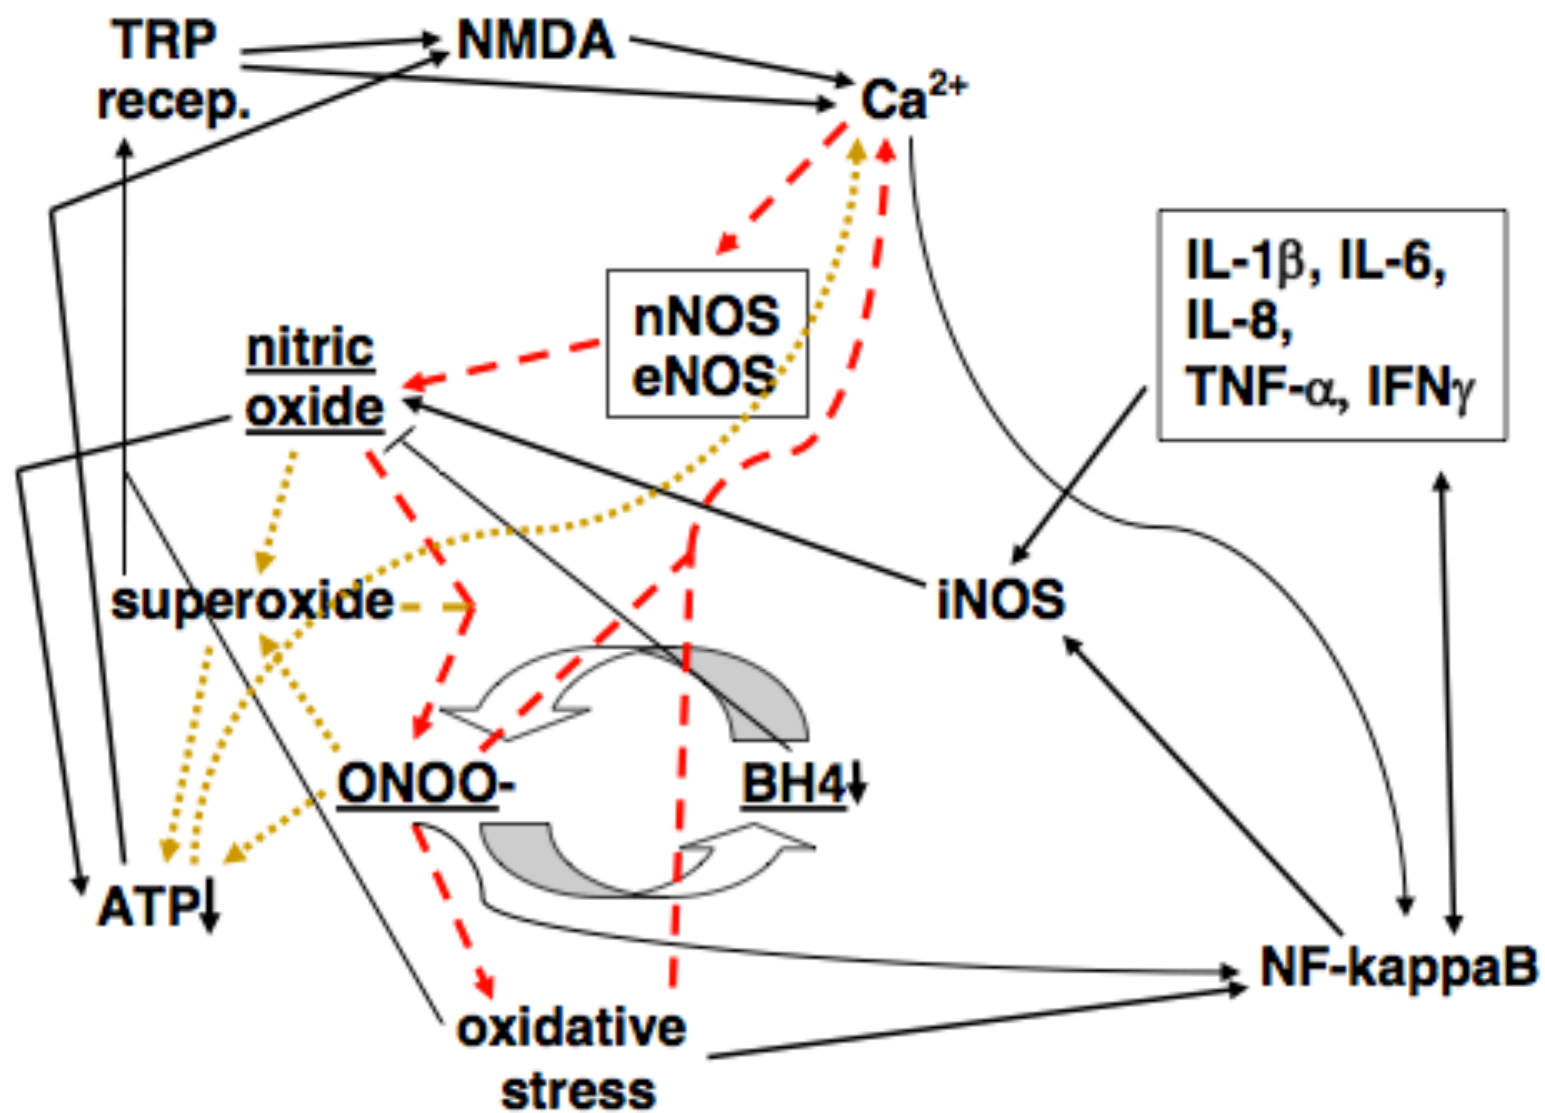 TRP
recep.
NMDA
Ca2+
IL-1β, IL-6,
IL-8,
TNF-α, IFNγ
nNOS
eNOS
nitric
oxide
superoxide
iNOS
ONOO-
BH4↓
ATP↓
NF-kappaB
oxidative
stress